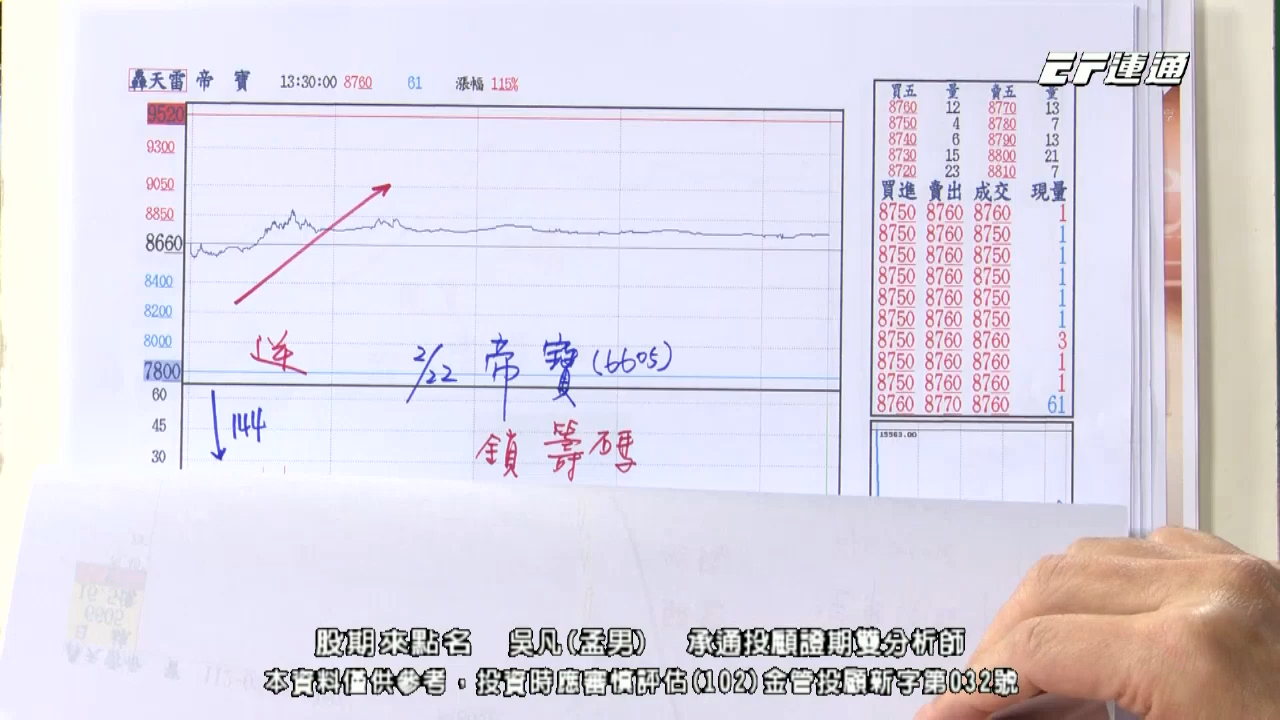 轟天雷 帝寶 13:30:00 8760 61 漲幅 115%
EF運通
9520
9300
9050
8850
8660
8400
8200
8000
7800
60
45
30
逆
2/22 帝寶(6605)
144
鎖籌碼
買五 量 賣五 量
8760 12 8770 13
8750 4 8780 7
8740 6 8790 13
8730 15 8800 21
8720 23 8810 7
買進 賣出 成交 現量
8750 8760 8760 1
8750 8760 8750 1
8750 8760 8750 1
8750 8760 8750 1
8750 8760 8750 1
8750 8760 8750 1
8750 8760 8760 3
8750 8760 8760 1
8750 8760 8760 1
8760 8770 8760 61
15563.00
股期來點名 吳凡(孟男) 承通投顧證期雙分析師
本資料僅供參考，投資時應審慎評估(102)金管投顧新字第032號